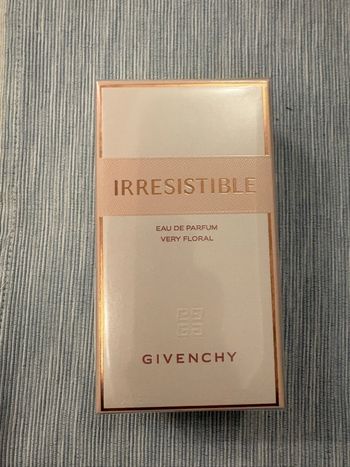 IRRESISTIBLE
EAU DE PARFUM
VERY FLORAL
GIVENCHY